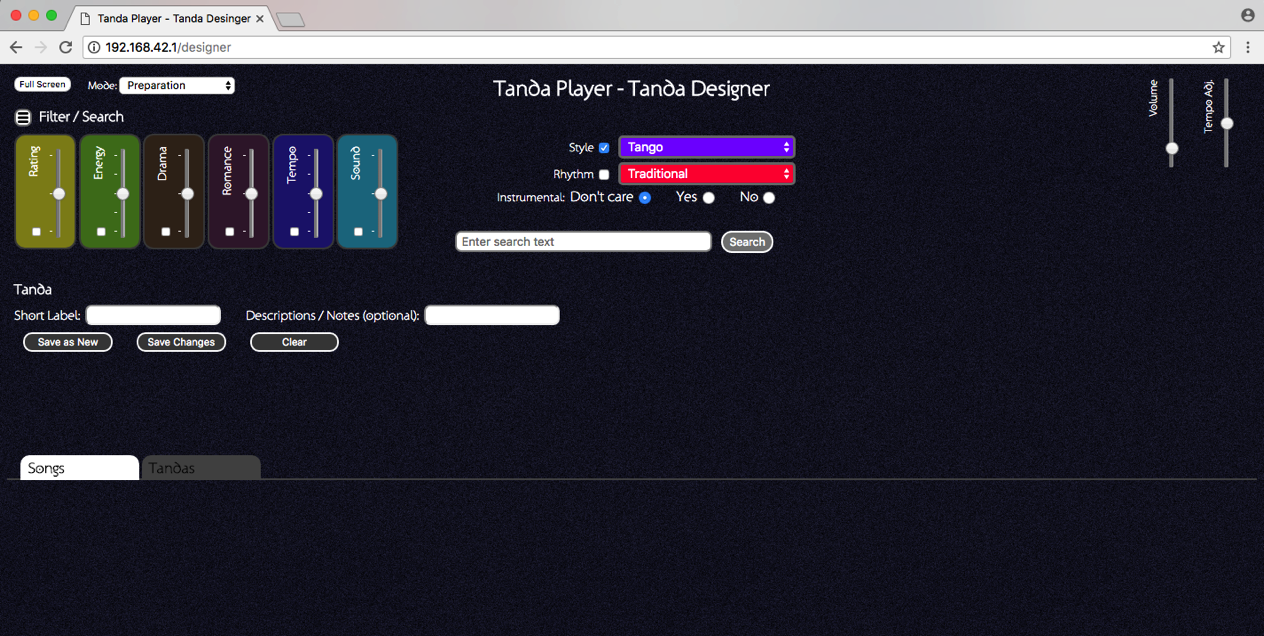 Tanda Player - Tanda Desinger
192.168.42.1/designer
Full Screen
Mode: Preparation
Tanda Player - Tanda Designer
Volume
Tempo Adj.
Filter / Search
Rating
Energy
Drama
Romance
Tempo
Sound
Style Tango
Rhythm Traditional
Instrumental: Don't care Yes No
Enter search text Search
Tanda
Short Label: Descriptions / Notes (optional):
Save as New Save Changes Clear
Songs Tandas